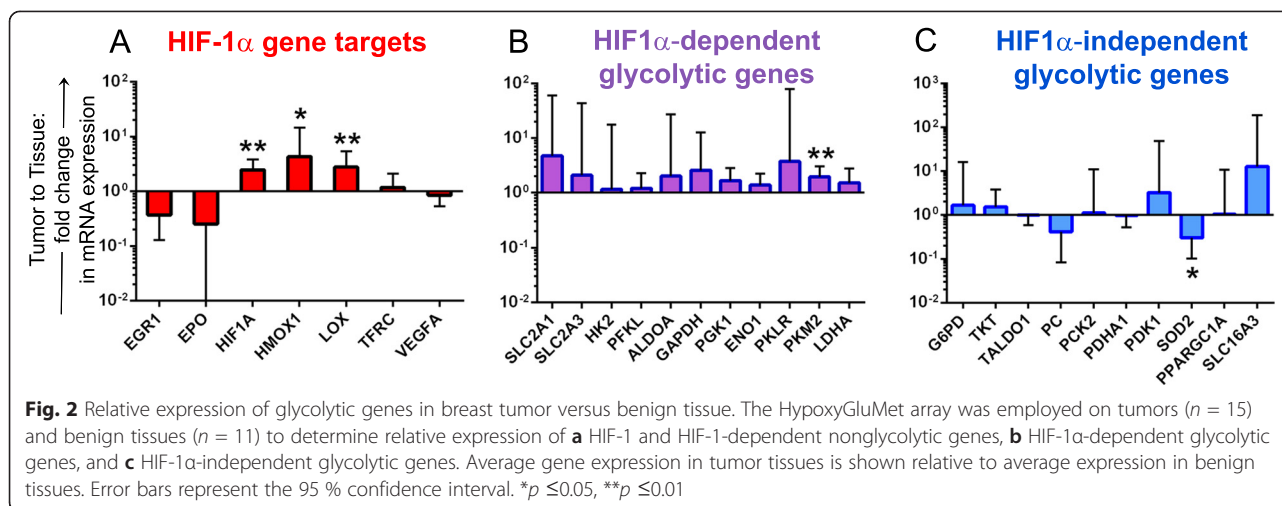 A HIF-1α gene targets
B HIF1α-dependent
glycolytic genes
C HIF1α-independent
glycolytic genes
Tumor to Tissue:
fold change
in mRNA expression
10²
10¹
10⁰
10⁻¹
10⁻²
** * **
EGR1 EPO HIF1A HMOX1 LOX TFRC VEGFA
10²
10¹
10⁰
10⁻¹
10⁻²
**
SLC2A1 SLC2A3 HK2 PFKL ALDOA GAPDH PGK1 ENO1 PKLR PKM2 LDHA
10³
10²
10¹
10⁰
10⁻¹
10⁻²
*
G6PD TKT TALDO1 PC PCK2 PDHA1 PDK1 SOD2 PPARGC1A SLC16A3
Fig. 2 Relative expression of glycolytic genes in breast tumor versus benign tissue. The HypoxyGluMet array was employed on tumors (n = 15)
and benign tissues (n = 11) to determine relative expression of a HIF-1 and HIF-1-dependent nonglycolytic genes, b HIF-1α-dependent glycolytic
genes, and c HIF-1α-independent glycolytic genes. Average gene expression in tumor tissues is shown relative to average expression in benign
tissues. Error bars represent the 95 % confidence interval. *p ≤0.05, **p ≤0.01